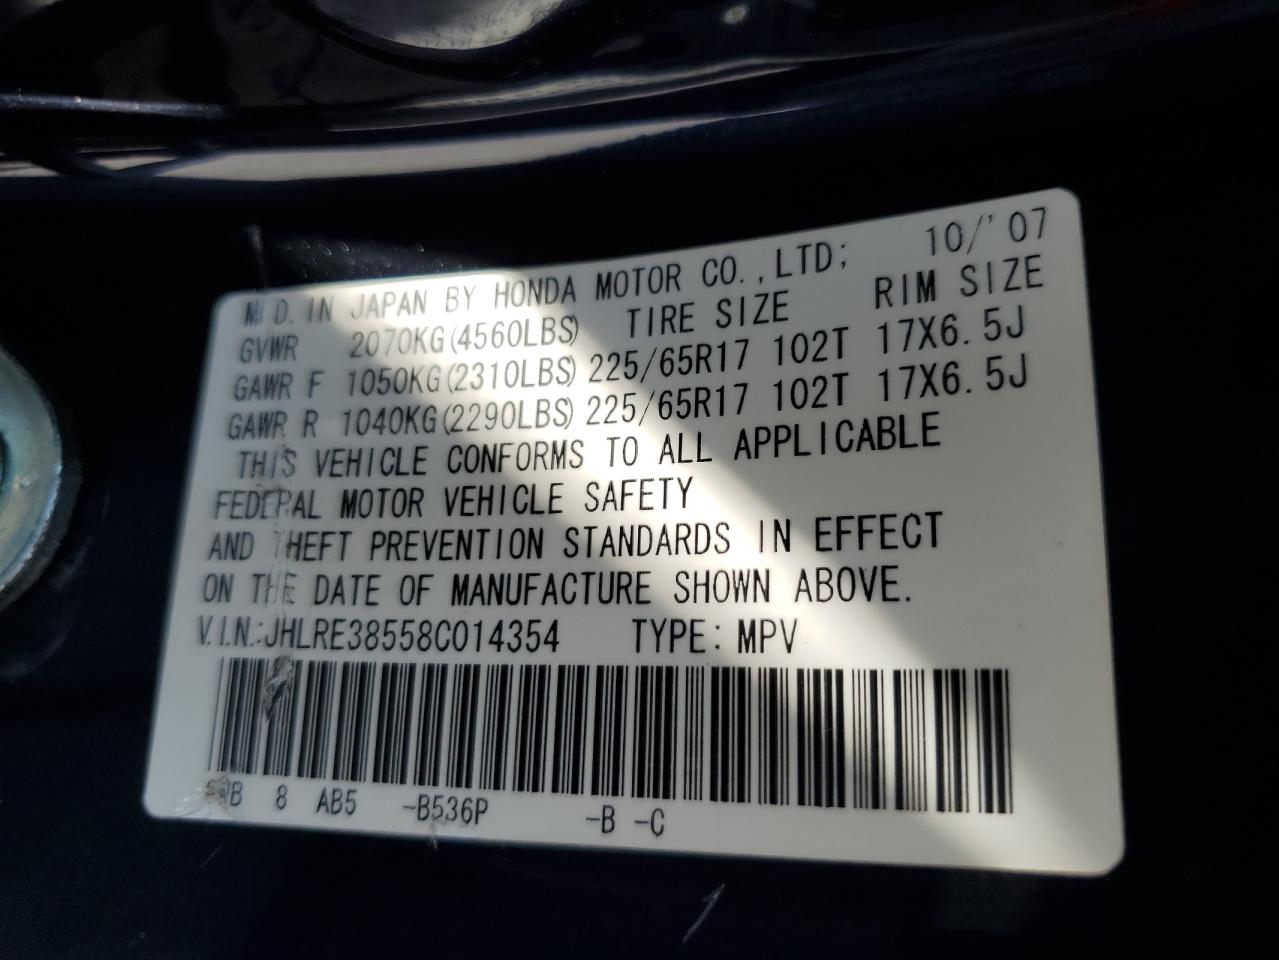 IN JAPAN BY HONDA MOTOR CO.,LTD; 10/'07
GVWR 2070KG(4560LBS) TIRE SIZE RIM SIZE
GAWR F 1050KG(2310LBS) 225/65R17 102T 17X6.5J
GAWR R 1040KG(2290LBS) 225/65R17 102T 17X6.5J
THIS VEHICLE CONFORMS TO ALL APPLICABLE
FEDERAL MOTOR VEHICLE SAFETY
AND THEFT PREVENTION STANDARDS IN EFFECT
ON THE DATE OF MANUFACTURE SHOWN ABOVE.
V.I.N.:JHLRE38558C014354 TYPE: MPV
8 AB5 -B536P -B -C